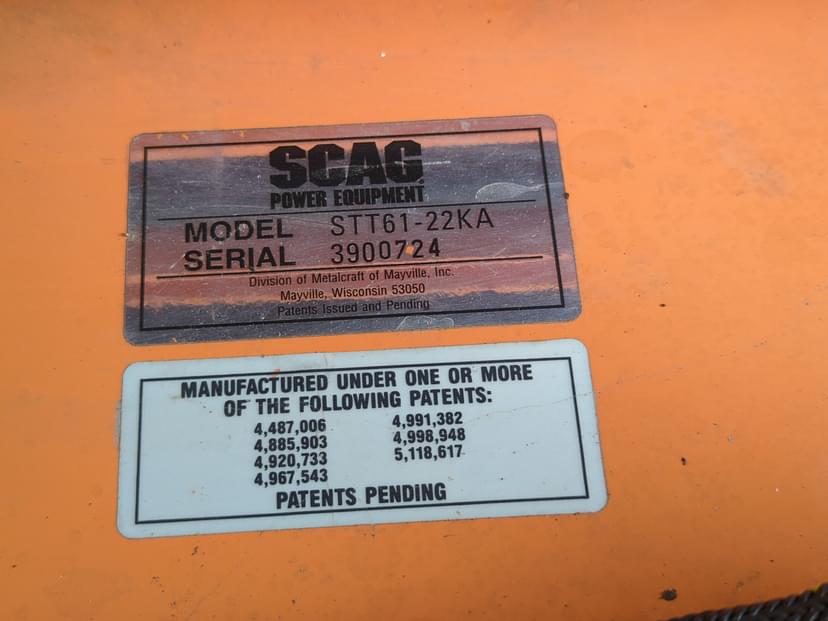 SCAG
POWER EQUIPMENT
MODEL STT61-22KA
SERIAL 3900724
Division of Metalcraft of Mayville, Inc.
Mayville, Wisconsin 53050
Patents Issued and Pending
MANUFACTURED UNDER ONE OR MORE
OF THE FOLLOWING PATENTS:
4,487,006 4,991,382
4,885,903 4,998,948
4,920,733 5,118,617
4,967,543
PATENTS PENDING